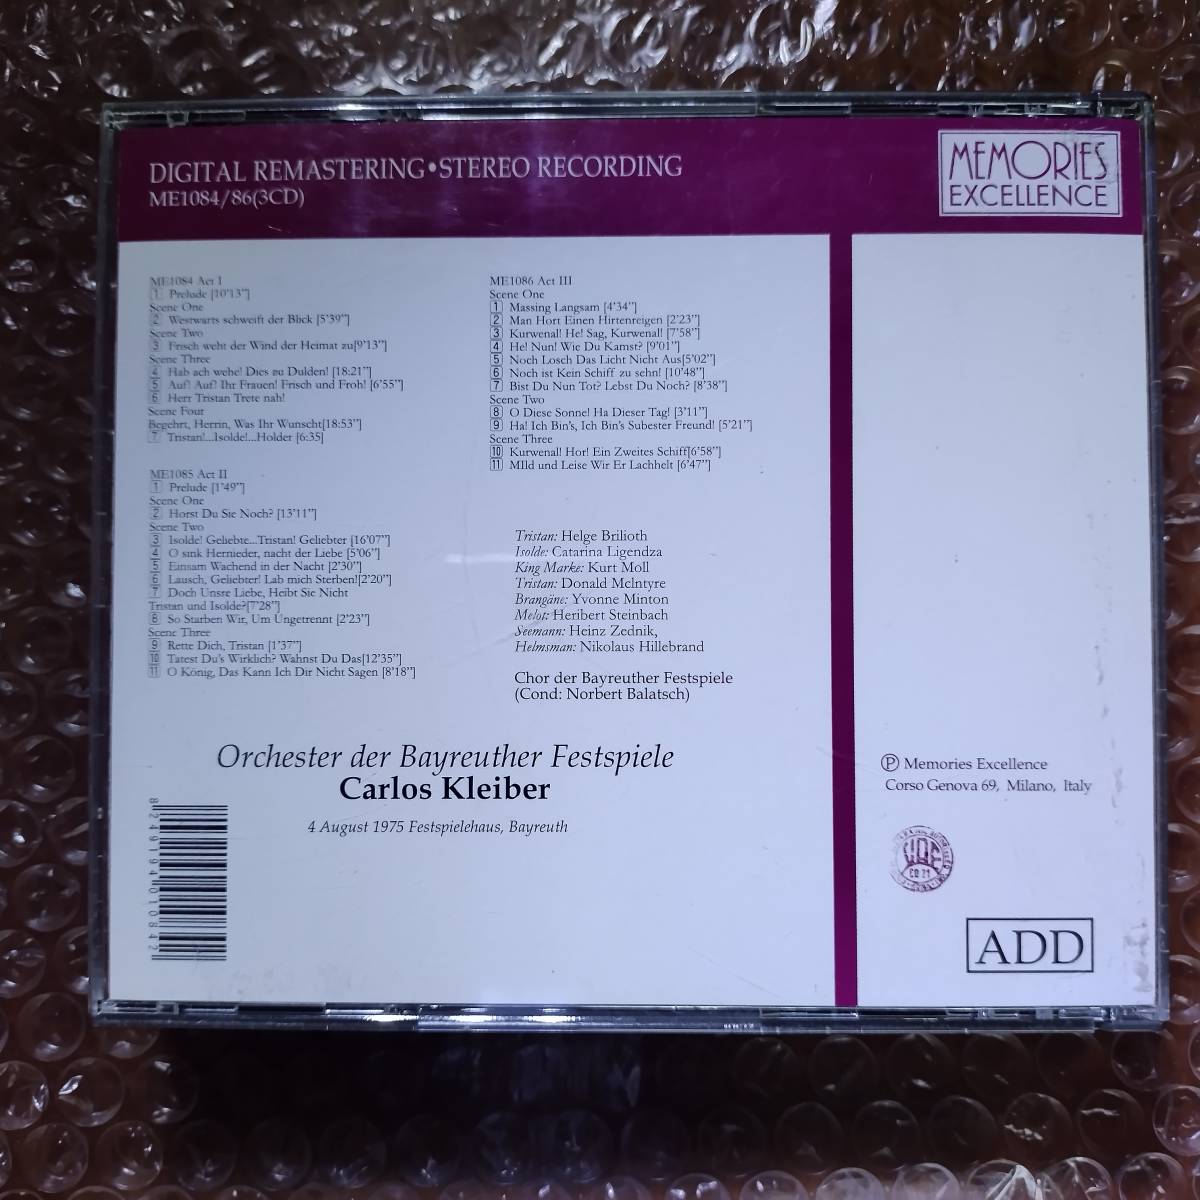 DIGITAL REMASTERING•STEREO RECORDING
ME1084/86(3CD)
MEMORIES
EXCELLENCE
ME1084 Act I
1 Prelude [10'13"]
Scene One
2 Westwarts schweift der Blick [5'39"]
Scene Two
3 Frisch weht der Wind der Heimat zu[9'13"]
Scene Three
4 Hab ach wehe! Dies zu Dulden! [18:21"]
5 Auf! Auf! Ihr Frauen! Frisch und Froh! [6'55"]
6 Herr Tristan Trete nah!
Scene Four
Begehrt, Herrin, Was Ihr Wunscht[18:53"]
7 Tristan!...Isolde!...Holder [6:35]
ME1085 Act II
1 Prelude [1'49"]
Scene One
2 Horst Du Sie Noch? [13'11"]
Scene Two
3 Isolde! Geliebte...Tristan! Geliebter [16'07"]
4 O sink Hernieder, nacht der Liebe [5'06"]
5 Einsam Wachend in der Nacht [2'30"]
6 Lausch, Geliebter! Lab mich Sterben![2'20"]
7 Doch Unsre Liebe, Heibt Sie Nicht
Tristan und Isolde?[7'28"]
8 So Starben Wir, Um Ungetrennt [2'23"]
Scene Three
9 Rette Dich, Tristan [1'37"]
10 Tatest Du's Wirklich? Wahnst Du Das[12'35"]
11 O König, Das Kann Ich Dir Nicht Sagen [8'18"]
ME1086 Act III
Scene One
1 Massing Langsam [4'34"]
2 Man Hort Einen Hirtenreigen [2'23"]
3 Kurwenal! He! Sag, Kurwenal! [7'58"]
4 He! Nun! Wie Du Kamst? [9'01"]
5 Noch Losch Das Licht Nicht Aus[5'02"]
6 Noch ist Kein Schiff zu sehn! [10'48"]
7 Bist Du Nun Tot? Lebst Du Noch? [8'38"]
Scene Two
8 O Diese Sonne! Ha Dieser Tag! [3'11"]
9 Ha! Ich Bin's, Ich Bin's Subester Freund! [5'21"]
Scene Three
10 Kurwenal! Hor! Ein Zweites Schiff[6'58"]
11 MIld und Leise Wir Er Lachhelt [6'47"]
Tristan: Helge Brilioth
Isolde: Catarina Ligendza
King Marke: Kurt Moll
Tristan: Donald Mclntyre
Brangäne: Yvonne Minton
Melot: Heribert Steinbach
Seemann: Heinz Zednik,
Helmsman: Nikolaus Hillebrand
Chor der Bayreuther Festspiele
(Cond: Norbert Balatsch)
Orchester der Bayreuther Festspiele
Carlos Kleiber
4 August 1975 Festspielehaus, Bayreuth
8 24919401084 2
Ⓟ Memories Excellence
Corso Genova 69, Milano, Italy
ADD